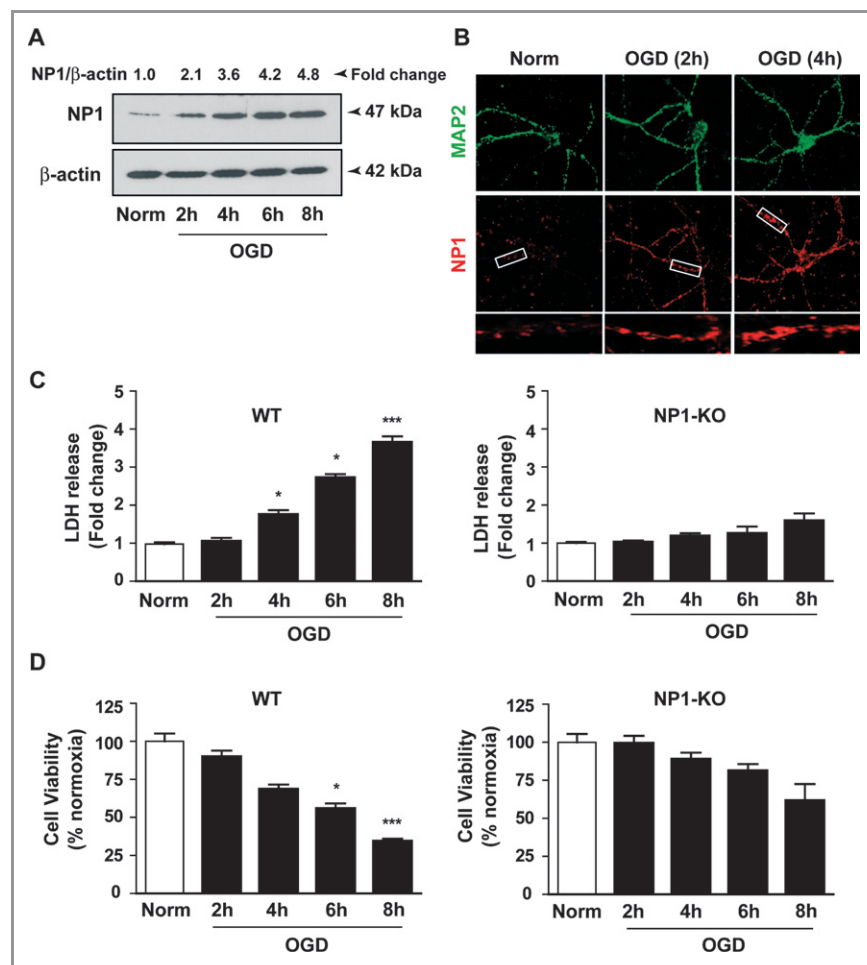 A
NP1/β-actin 1.0 2.1 3.6 4.2 4.8 Fold change
NP1 47 kDa
β-actin 42 kDa
Norm 2h 4h 6h 8h
OGD
B
Norm OGD (2h) OGD (4h)
MAP2
NP1
C
WT
LDH release
(Fold change)
5
4
3
2
1
0
*
*
***
Norm 2h 4h 6h 8h
OGD
NP1-KO
LDH release
(Fold change)
5
4
3
2
1
0
Norm 2h 4h 6h 8h
OGD
D
WT
Cell Viability
(% normoxia)
125
100
75
50
25
0
*
***
Norm 2h 4h 6h 8h
OGD
NP1-KO
Cell Viability
(% normoxia)
125
100
75
50
25
0
Norm 2h 4h 6h 8h
OGD